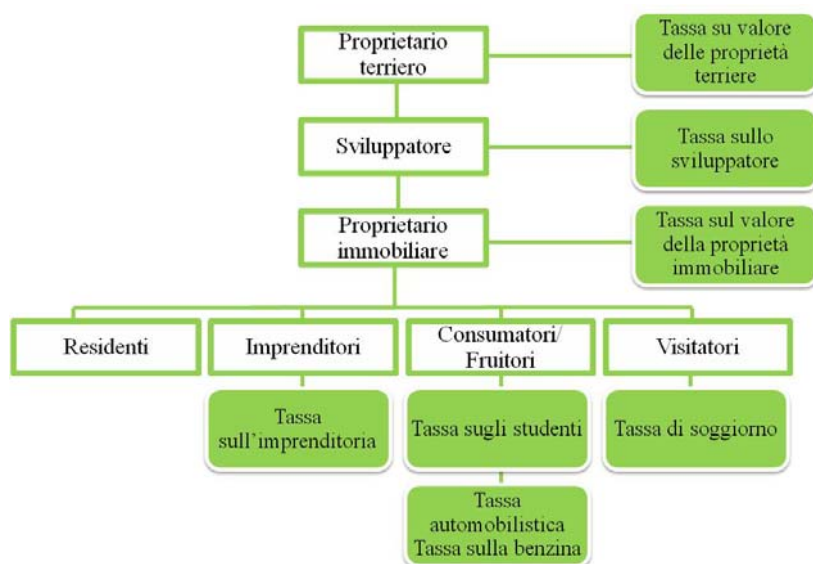 Proprietario
terriero
Tassa su valore
delle proprietà
terriere
Sviluppatore
Tassa sullo
sviluppatore
Proprietario
immobiliare
Tassa sul valore
della proprietà
immobiliare
Residenti
Imprenditori
Consumatori/
Fruitori
Visitatori
Tassa
sull’imprenditoria
Tassa sugli studenti
Tassa di soggiorno
Tassa
automobilistica
Tassa sulla benzina